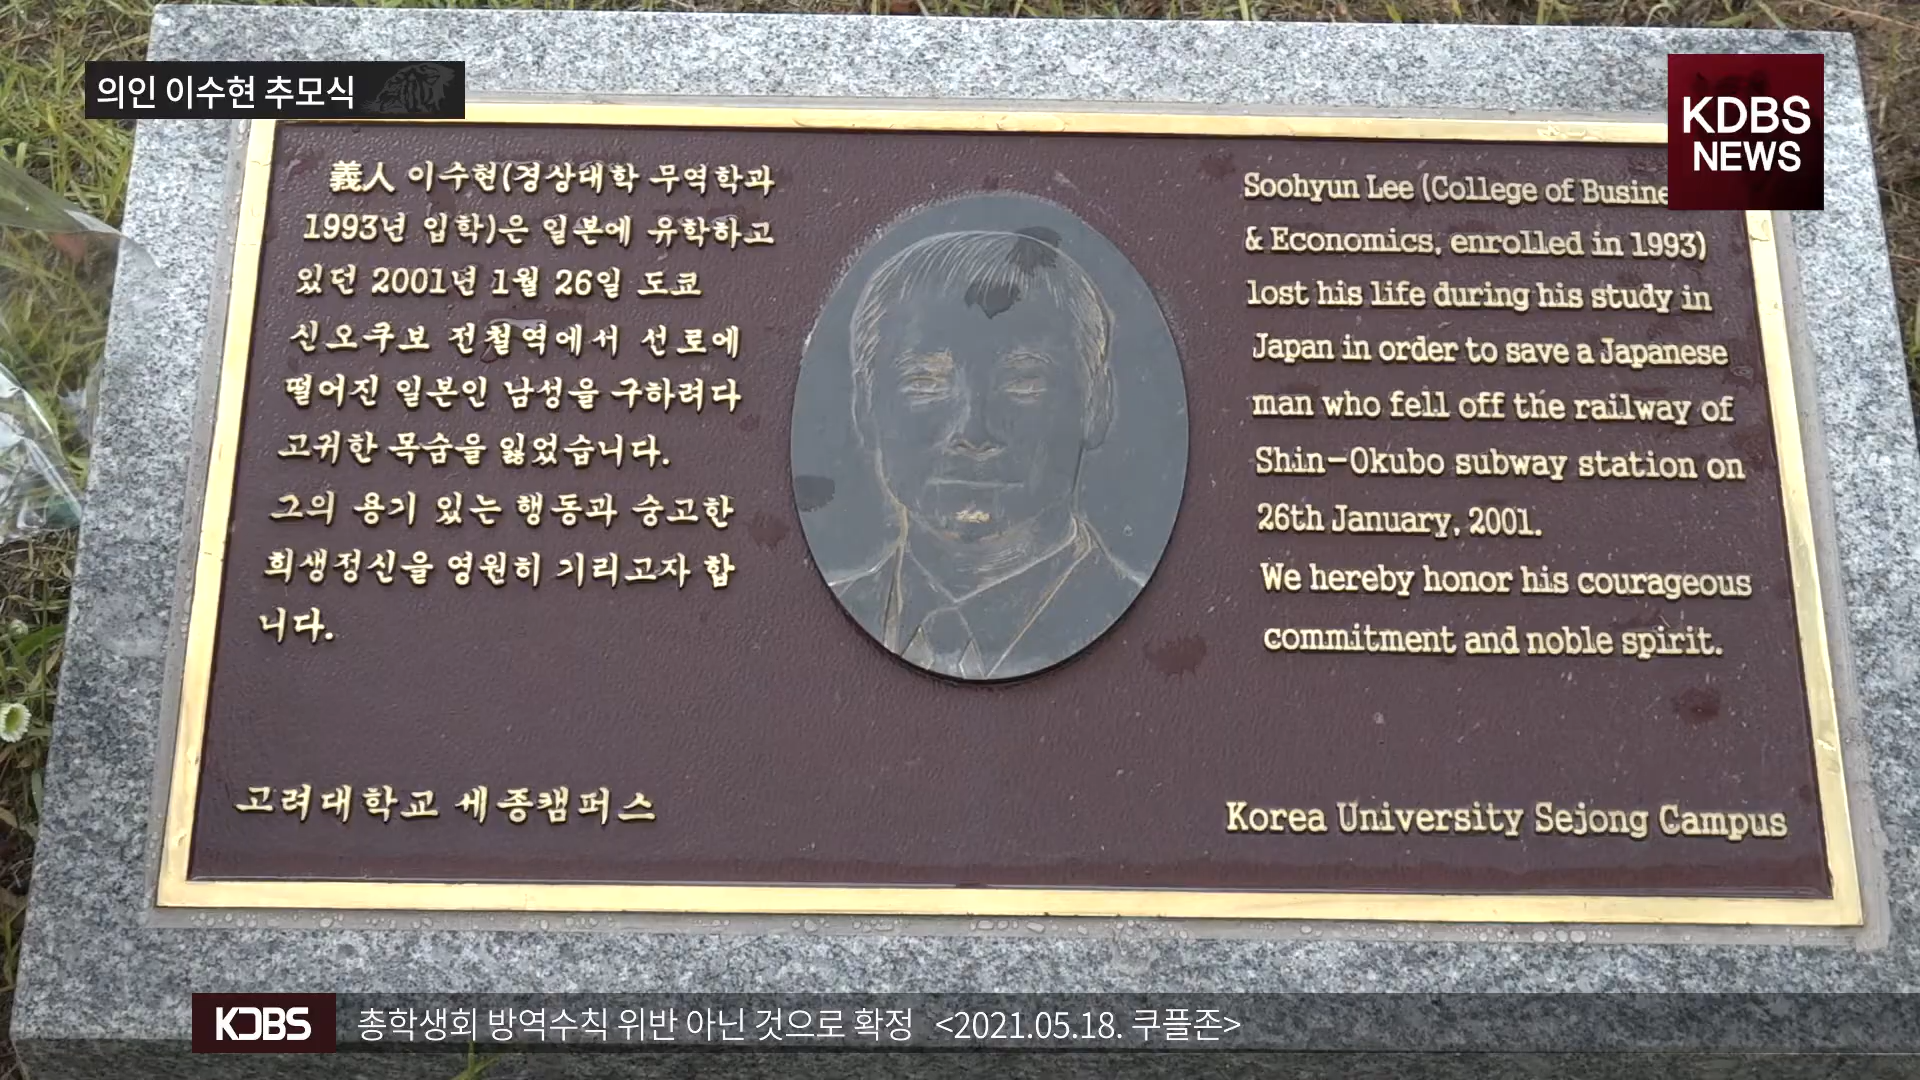 의인 이수현 추모식
KDBS
NEWS
義人 이수현(경상대학 무역학과
1993년 입학)은 일본에 유학하고
있던 2001년 1월 26일 도쿄
신오쿠보 전철역에서 선로에
떨어진 일본인 남성을 구하려다
고귀한 목숨을 잃었습니다.
그의 용기 있는 행동과 숭고한
희생정신을 영원히 기리고자 합
니다.
고려대학교 세종캠퍼스
Soohyun Lee (College of Busine
& Economics, enrolled in 1993)
lost his life during his study in
Japan in order to save a Japanese
man who fell off the railway of
Shin-Okubo subway station on
26th January, 2001.
We hereby honor his courageous
commitment and noble spirit.
Korea University Sejong Campus
KDBS 총학생회 방역수칙 위반 아닌 것으로 확정 <2021.05.18. 쿠플존>